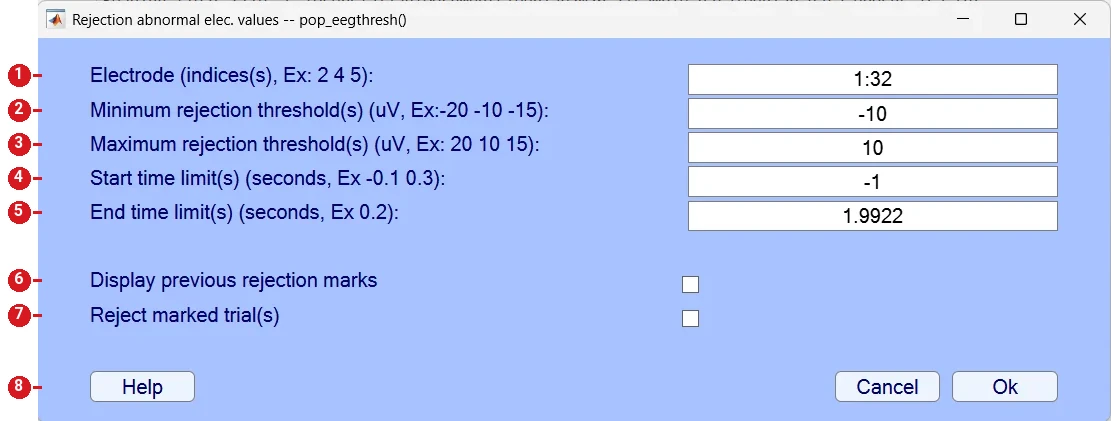 Rejection abnormal elec. values -- pop_eegthresh()
1 Electrode (indices(s), Ex: 2 4 5): 1:32
2 Minimum rejection threshold(s) (uV, Ex:-20 -10 -15): -10
3 Maximum rejection threshold(s) (uV, Ex: 20 10 15): 10
4 Start time limit(s) (seconds, Ex -0.1 0.3): -1
5 End time limit(s) (seconds, Ex 0.2): 1.9922
6 Display previous rejection marks
7 Reject marked trial(s)
8 Help Cancel Ok